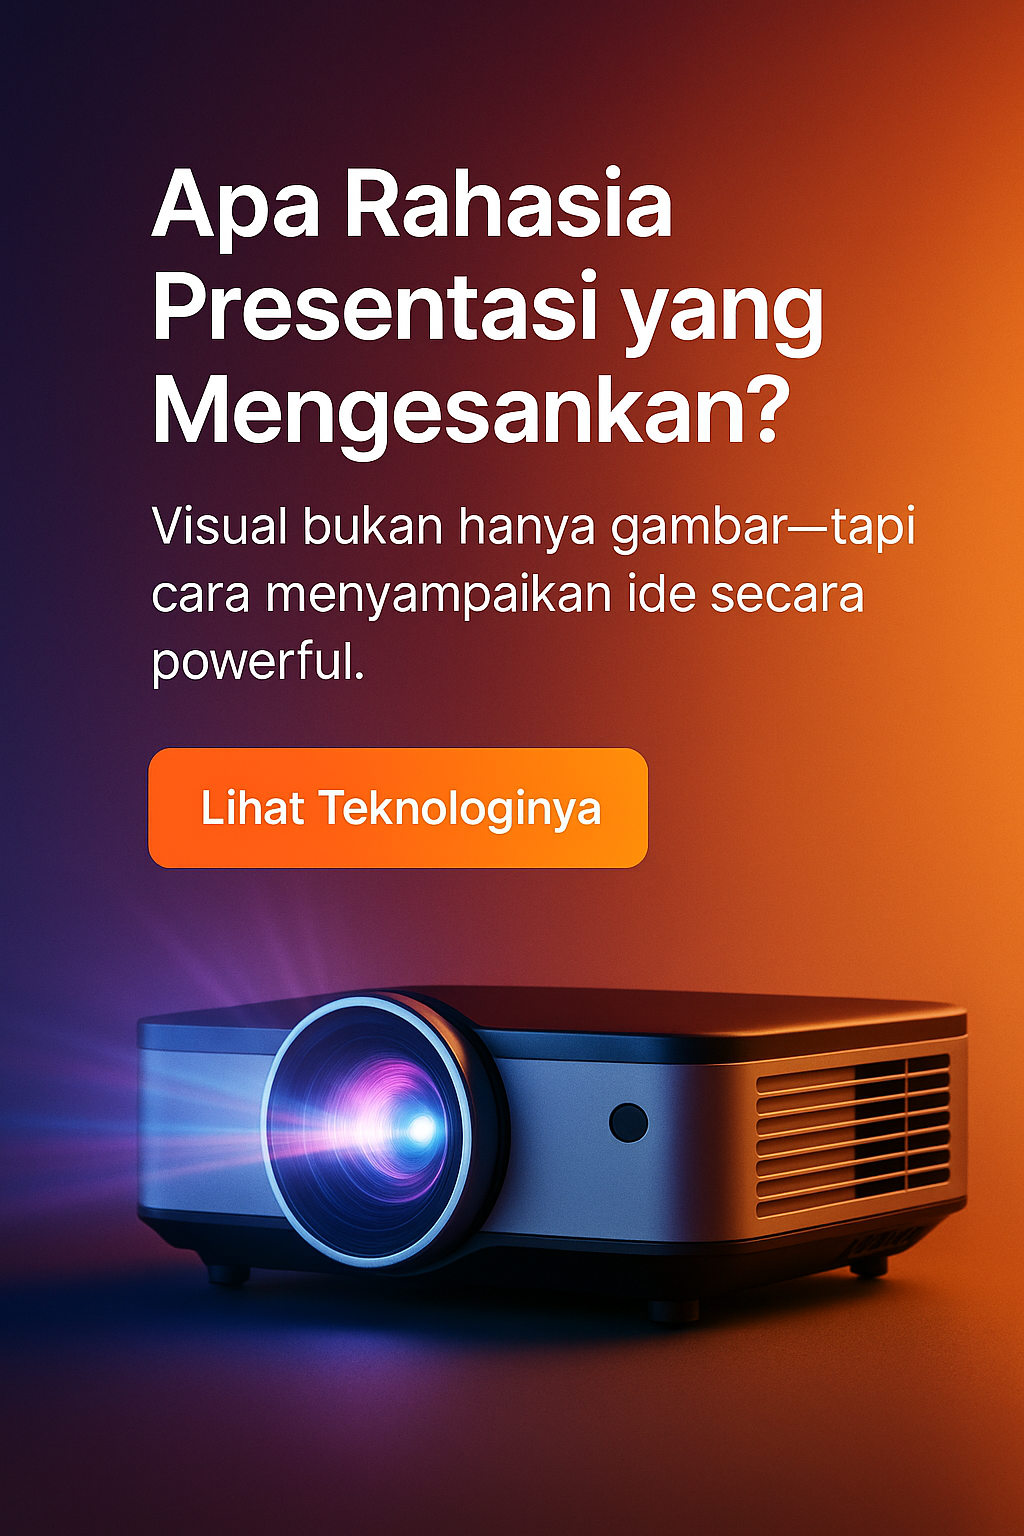 Apa Rahasia
Presentasi yang
Mengesankan?
Visual bukan hanya gambar—tapi
cara menyampaikan ide secara
powerful.
Lihat Teknologinya